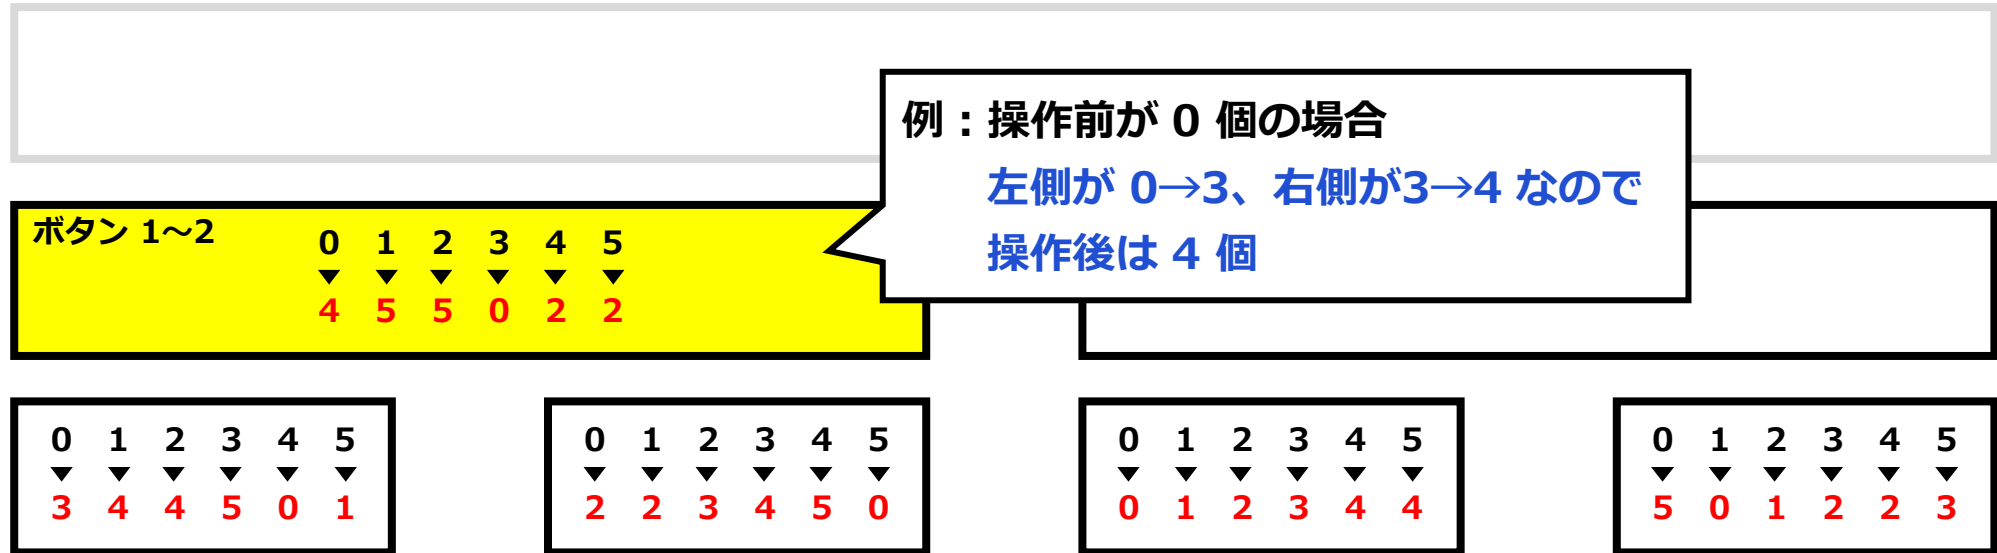 例：操作前が 0 個の場合
左側が 0→3、右側が3→4 なので
操作後は 4 個
ボタン 1～2
0 1 2 3 4 5
▼ ▼ ▼ ▼ ▼ ▼
4 5 5 0 2 2
0 1 2 3 4 5
▼ ▼ ▼ ▼ ▼ ▼
3 4 4 5 0 1
0 1 2 3 4 5
▼ ▼ ▼ ▼ ▼ ▼
2 2 3 4 5 0
0 1 2 3 4 5
▼ ▼ ▼ ▼ ▼ ▼
0 1 2 3 4 4
0 1 2 3 4 5
▼ ▼ ▼ ▼ ▼ ▼
5 0 1 2 2 3